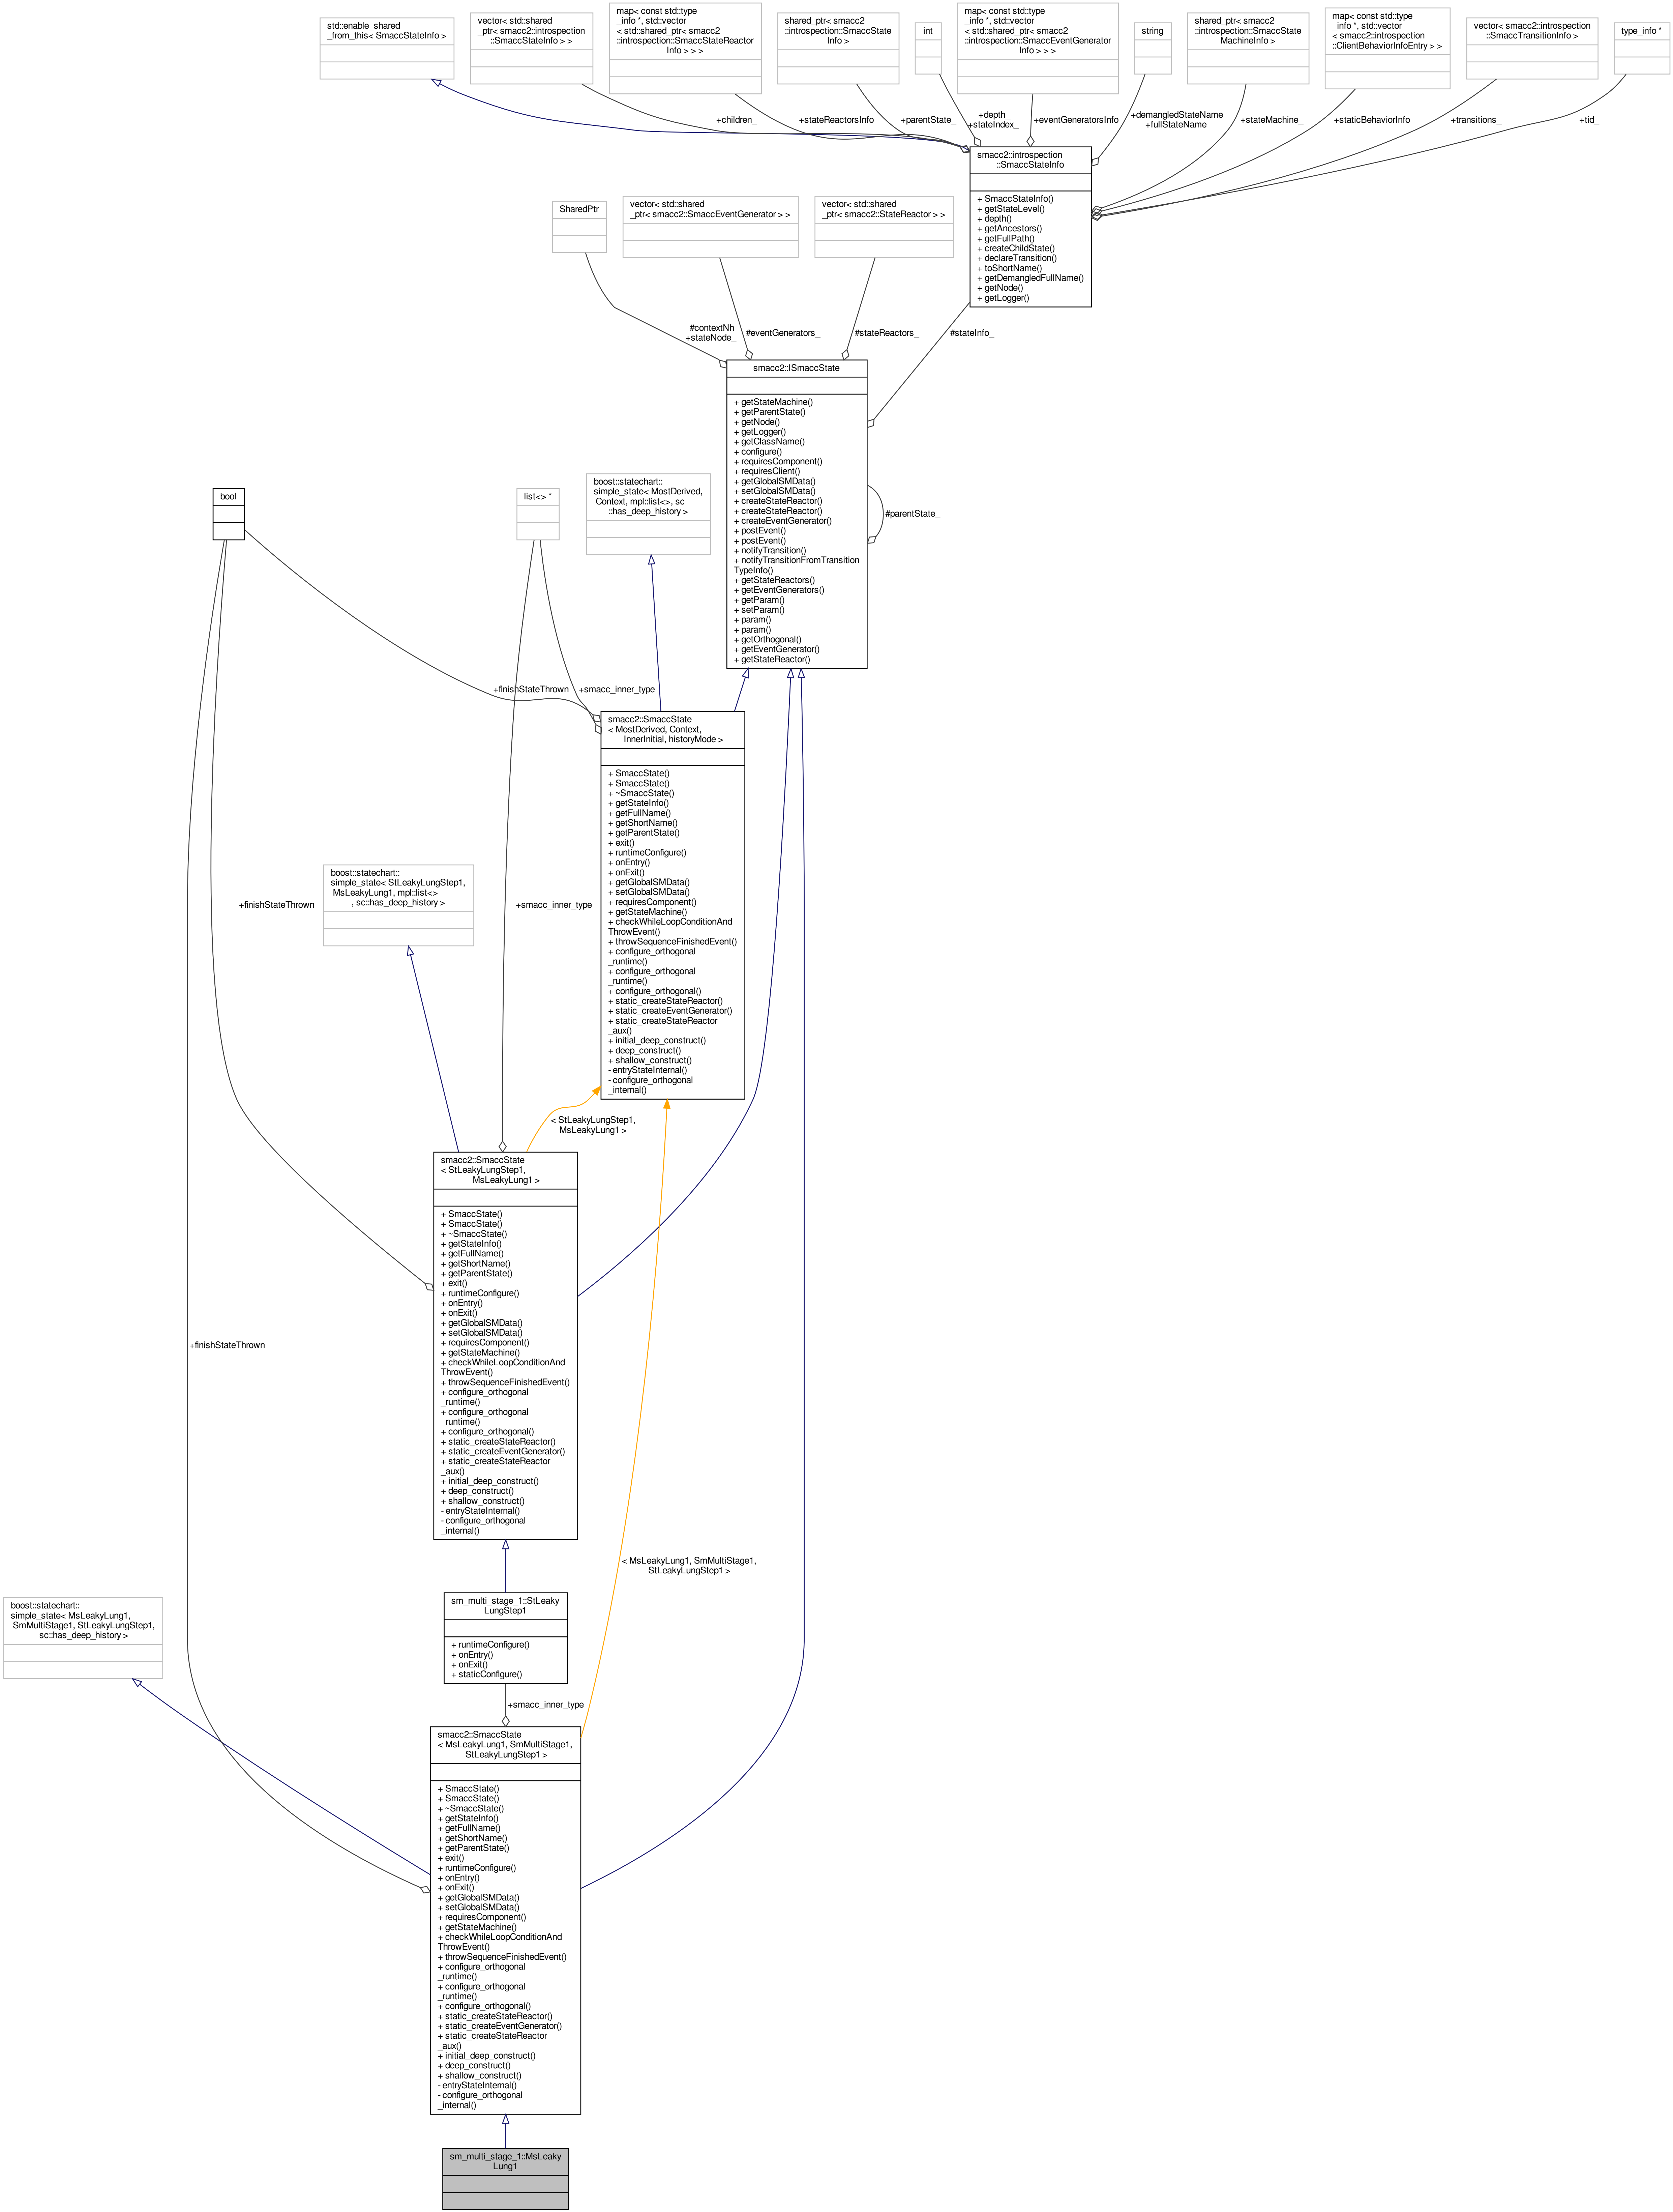 std::enable_shared
_from_this< SmaccStateInfo >
vector< std::shared
_ptr< smacc2::introspection
::SmaccStateInfo > >
map< const std::type
_info *, std::vector
< std::shared_ptr< smacc2
::introspection::SmaccStateReactor
Info > > >
shared_ptr< smacc2
::introspection::SmaccState
Info >
int
map< const std::type
_info *, std::vector
< std::shared_ptr< smacc2
::introspection::SmaccEventGenerator
Info > > >
string
shared_ptr< smacc2
::introspection::SmaccState
MachineInfo >
map< const std::type
_info *, std::vector
< smacc2::introspection
::ClientBehaviorInfoEntry > >
vector< smacc2::introspection
::SmaccTransitionInfo >
type_info *
+children_
+stateReactorsInfo
+parentState_
+depth_
+stateIndex_
+eventGeneratorsInfo
+demangledStateName
+fullStateName
+stateMachine_
+staticBehaviorInfo
+transitions_
+tid_
smacc2::introspection
::SmaccStateInfo
+ SmaccStateInfo()
+ getStateLevel()
+ depth()
+ getAncestors()
+ getFullPath()
+ createChildState()
+ declareTransition()
+ toShortName()
+ getDemangledFullName()
+ getNode()
+ getLogger()
SharedPtr
vector< std::shared
_ptr< smacc2::SmaccEventGenerator > >
vector< std::shared
_ptr< smacc2::StateReactor > >
#contextNh
+stateNode_
#eventGenerators_
#stateReactors_
#stateInfo_
smacc2::ISmaccState
+ getStateMachine()
+ getParentState()
+ getNode()
+ getLogger()
+ getClassName()
+ configure()
+ requiresComponent()
+ requiresClient()
+ getGlobalSMData()
+ setGlobalSMData()
+ createStateReactor()
+ createStateReactor()
+ createEventGenerator()
+ postEvent()
+ postEvent()
+ notifyTransition()
+ notifyTransitionFromTransition
TypeInfo()
+ getStateReactors()
+ getEventGenerators()
+ getParam()
+ setParam()
+ param()
+ param()
+ getOrthogonal()
+ getEventGenerator()
+ getStateReactor()
#parentState_
bool
list<> *
boost::statechart::
simple_state< MostDerived,
Context, mpl::list<>, sc
::has_deep_history >
+finishStateThrown
+smacc_inner_type
smacc2::SmaccState
< MostDerived, Context,
InnerInitial, historyMode >
+ SmaccState()
+ SmaccState()
+ ~SmaccState()
+ getStateInfo()
+ getFullName()
+ getShortName()
+ getParentState()
+ exit()
+ runtimeConfigure()
+ onEntry()
+ onExit()
+ getGlobalSMData()
+ setGlobalSMData()
+ requiresComponent()
+ getStateMachine()
+ checkWhileLoopConditionAnd
ThrowEvent()
+ throwSequenceFinishedEvent()
+ configure_orthogonal
_runtime()
+ configure_orthogonal
_runtime()
+ configure_orthogonal()
+ static_createStateReactor()
+ static_createEventGenerator()
+ static_createStateReactor
_aux()
+ initial_deep_construct()
+ deep_construct()
+ shallow_construct()
- entryStateInternal()
- configure_orthogonal
_internal()
boost::statechart::
simple_state< StLeakyLungStep1,
MsLeakyLung1, mpl::list<>
, sc::has_deep_history >
+finishStateThrown
+smacc_inner_type
< StLeakyLungStep1,
MsLeakyLung1 >
smacc2::SmaccState
< StLeakyLungStep1,
MsLeakyLung1 >
+ SmaccState()
+ SmaccState()
+ ~SmaccState()
+ getStateInfo()
+ getFullName()
+ getShortName()
+ getParentState()
+ exit()
+ runtimeConfigure()
+ onEntry()
+ onExit()
+ getGlobalSMData()
+ setGlobalSMData()
+ requiresComponent()
+ getStateMachine()
+ checkWhileLoopConditionAnd
ThrowEvent()
+ throwSequenceFinishedEvent()
+ configure_orthogonal
_runtime()
+ configure_orthogonal
_runtime()
+ configure_orthogonal()
+ static_createStateReactor()
+ static_createEventGenerator()
+ static_createStateReactor
_aux()
+ initial_deep_construct()
+ deep_construct()
+ shallow_construct()
- entryStateInternal()
- configure_orthogonal
_internal()
+finishStateThrown
< MsLeakyLung1, SmMultiStage1,
StLeakyLungStep1 >
boost::statechart::
simple_state< MsLeakyLung1,
SmMultiStage1, StLeakyLungStep1,
sc::has_deep_history >
sm_multi_stage_1::StLeaky
LungStep1
+ runtimeConfigure()
+ onEntry()
+ onExit()
+ staticConfigure()
+smacc_inner_type
smacc2::SmaccState
< MsLeakyLung1, SmMultiStage1,
StLeakyLungStep1 >
+ SmaccState()
+ SmaccState()
+ ~SmaccState()
+ getStateInfo()
+ getFullName()
+ getShortName()
+ getParentState()
+ exit()
+ runtimeConfigure()
+ onEntry()
+ onExit()
+ getGlobalSMData()
+ setGlobalSMData()
+ requiresComponent()
+ getStateMachine()
+ checkWhileLoopConditionAnd
ThrowEvent()
+ throwSequenceFinishedEvent()
+ configure_orthogonal
_runtime()
+ configure_orthogonal
_runtime()
+ configure_orthogonal()
+ static_createStateReactor()
+ static_createEventGenerator()
+ static_createStateReactor
_aux()
+ initial_deep_construct()
+ deep_construct()
+ shallow_construct()
- entryStateInternal()
- configure_orthogonal
_internal()
sm_multi_stage_1::MsLeaky
Lung1